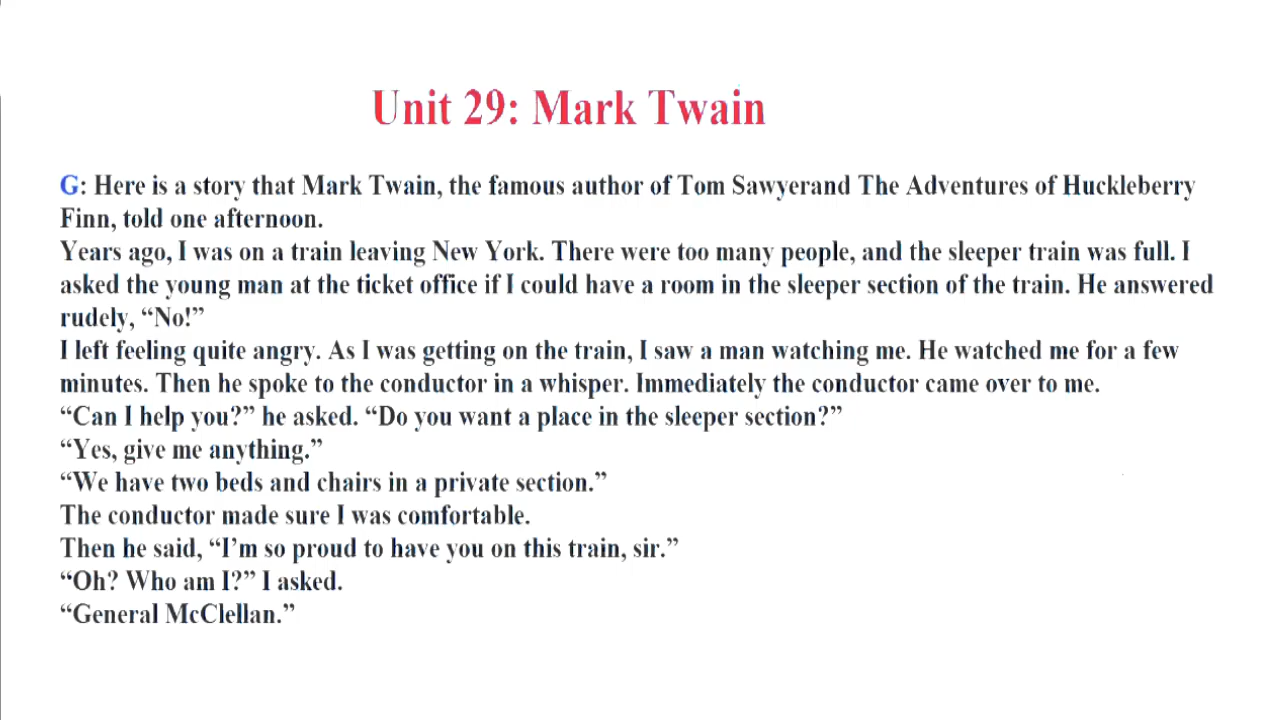 Unit 29: Mark Twain
G: Here is a story that Mark Twain, the famous author of Tom Sawyerand The Adventures of Huckleberry
Finn, told one afternoon.
Years ago, I was on a train leaving New York. There were too many people, and the sleeper train was full. I
asked the young man at the ticket office if I could have a room in the sleeper section of the train. He answered
rudely, “No!”
I left feeling quite angry. As I was getting on the train, I saw a man watching me. He watched me for a few
minutes. Then he spoke to the conductor in a whisper. Immediately the conductor came over to me.
“Can I help you?” he asked. “Do you want a place in the sleeper section?”
“Yes, give me anything.”
“We have two beds and chairs in a private section.”
The conductor made sure I was comfortable.
Then he said, “I’m so proud to have you on this train, sir.”
“Oh? Who am I?” I asked.
“General McClellan.”